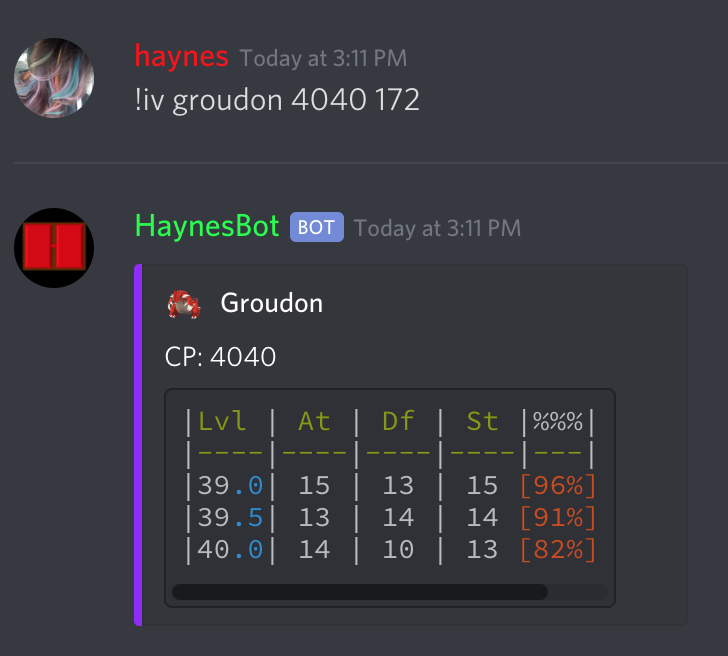 haynes Today at 3:11 PM
!iv groudon 4040 172
HaynesBot BOT Today at 3:11 PM
Groudon
CP: 4040
|Lvl | At | Df | St |%%%|
|----|----|----|----|---|
|39.0| 15 | 13 | 15 [96%]
|39.5| 13 | 14 | 14 [91%]
|40.0| 14 | 10 | 13 [82%]